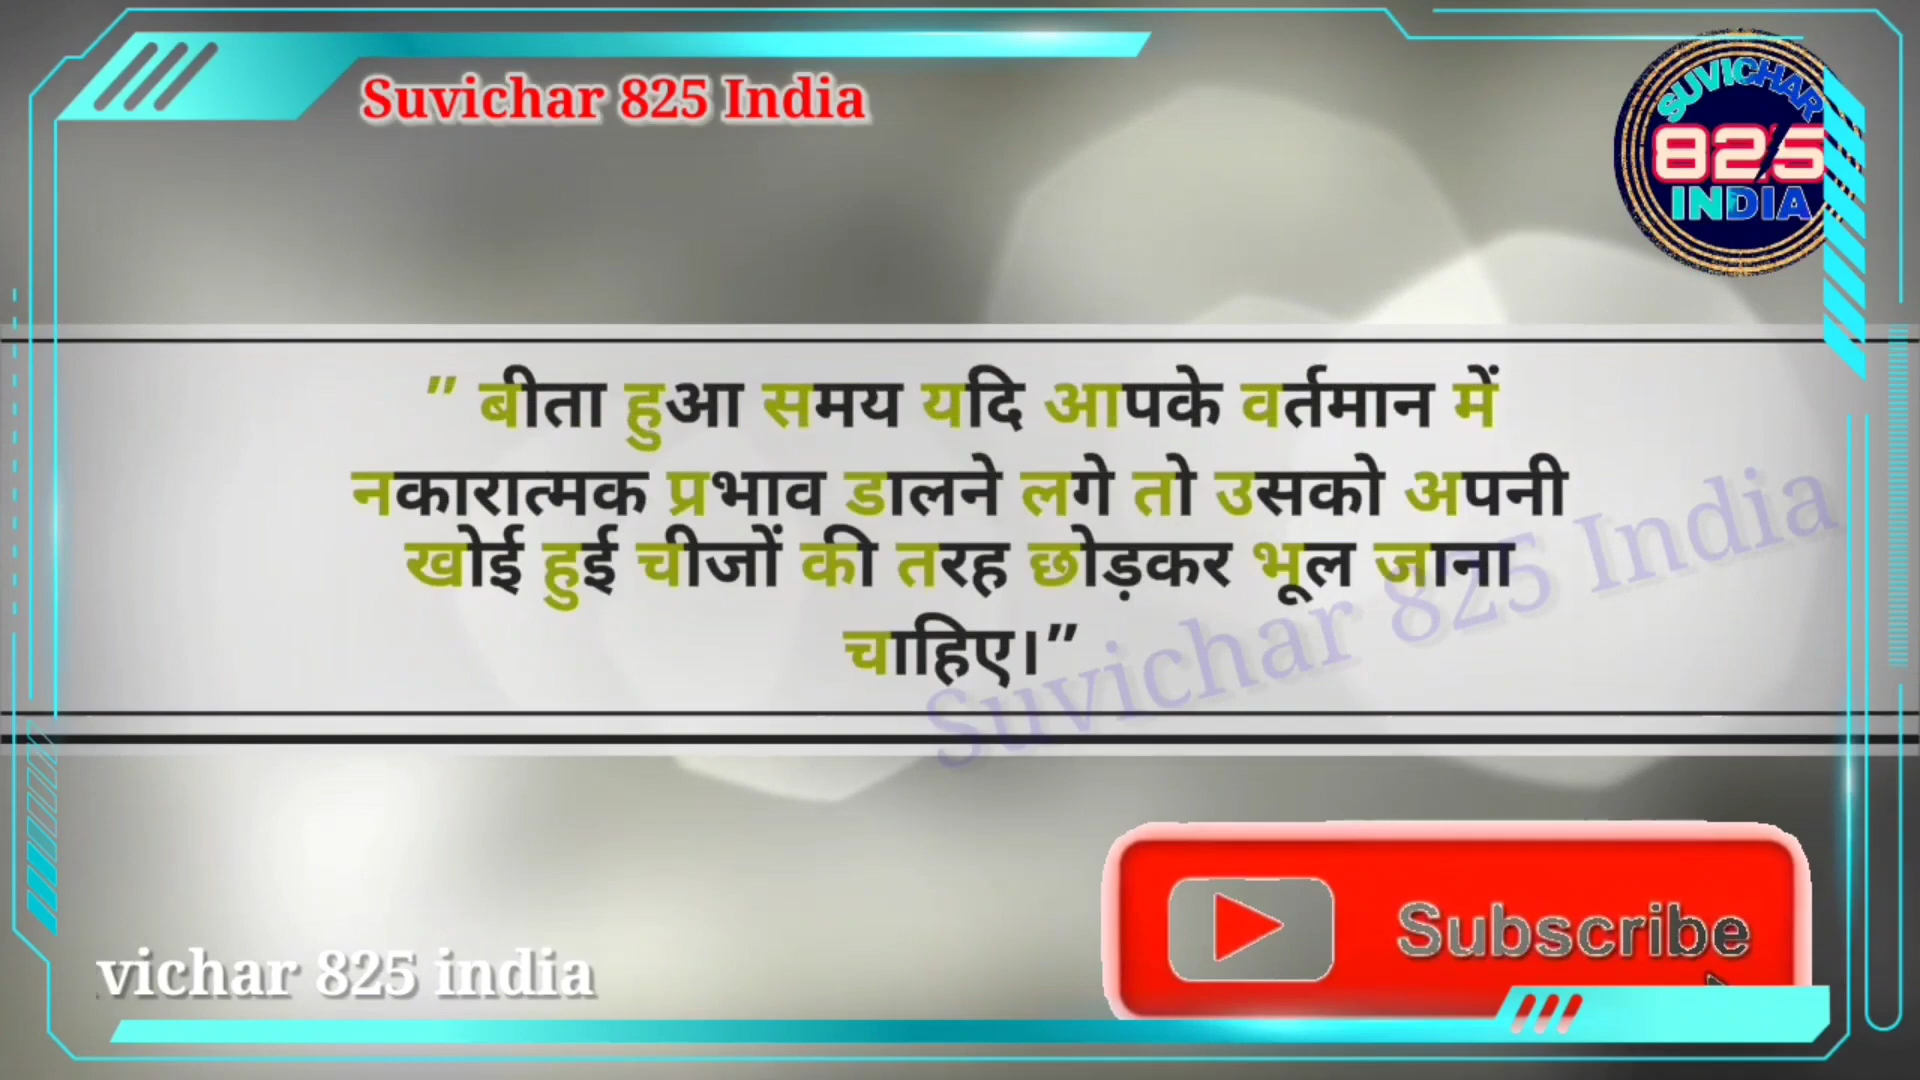 Suvichar 825 India
SUVICHAR
825
INDIA
" बीता हुआ समय यदि आपके वर्तमान में
नकारात्मक प्रभाव डालने लगे तो उसको अपनी
खोई हुई चीजों की तरह छोड़कर भूल जाना
चाहिए।”
Suvichar 825 India
Subscribe
vichar 825 india